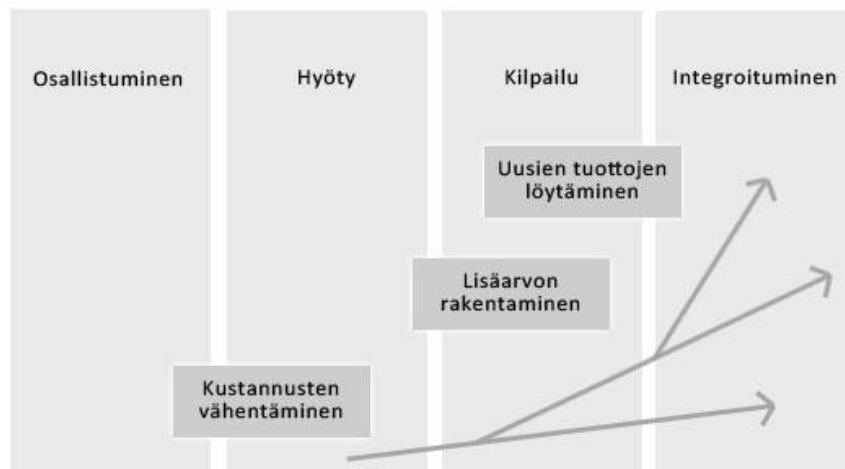 Osallistuminen
Hyöty
Kilpailu
Integroituminen
Uusien tuottojen
löytäminen
Lisäarvon
rakentaminen
Kustannusten
vähentäminen